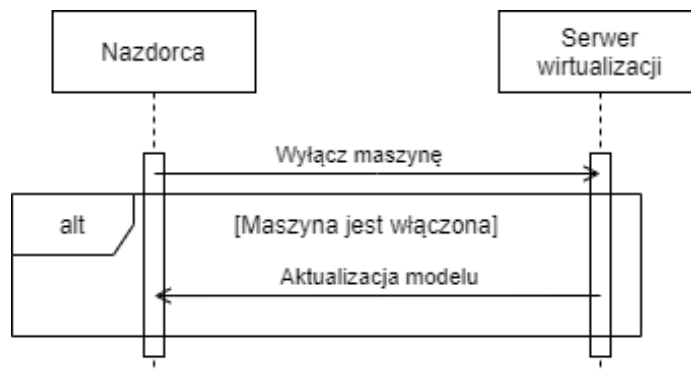 Nazdorca
Serwer
wirtualizacji
Wyłącz maszynę
alt
[Maszyna jest włączona]
Aktualizacja modelu